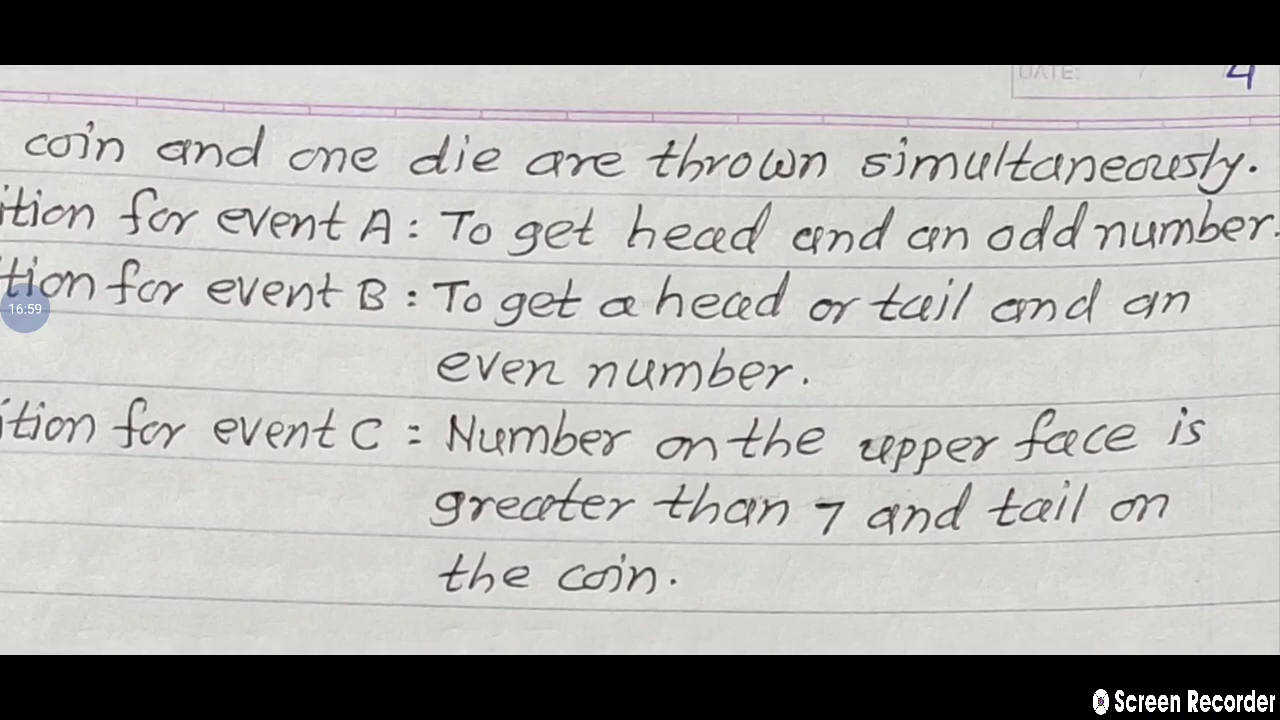 DATE: 4
coin and one die are thrown simultaneously.
ition for event A : To get head and an odd number.
tion for event B : To get a head or tail and an
16:59
even number.
ition for event C = Number on the upper face is
greater than 7 and tail on
the coin.
Screen Recorder